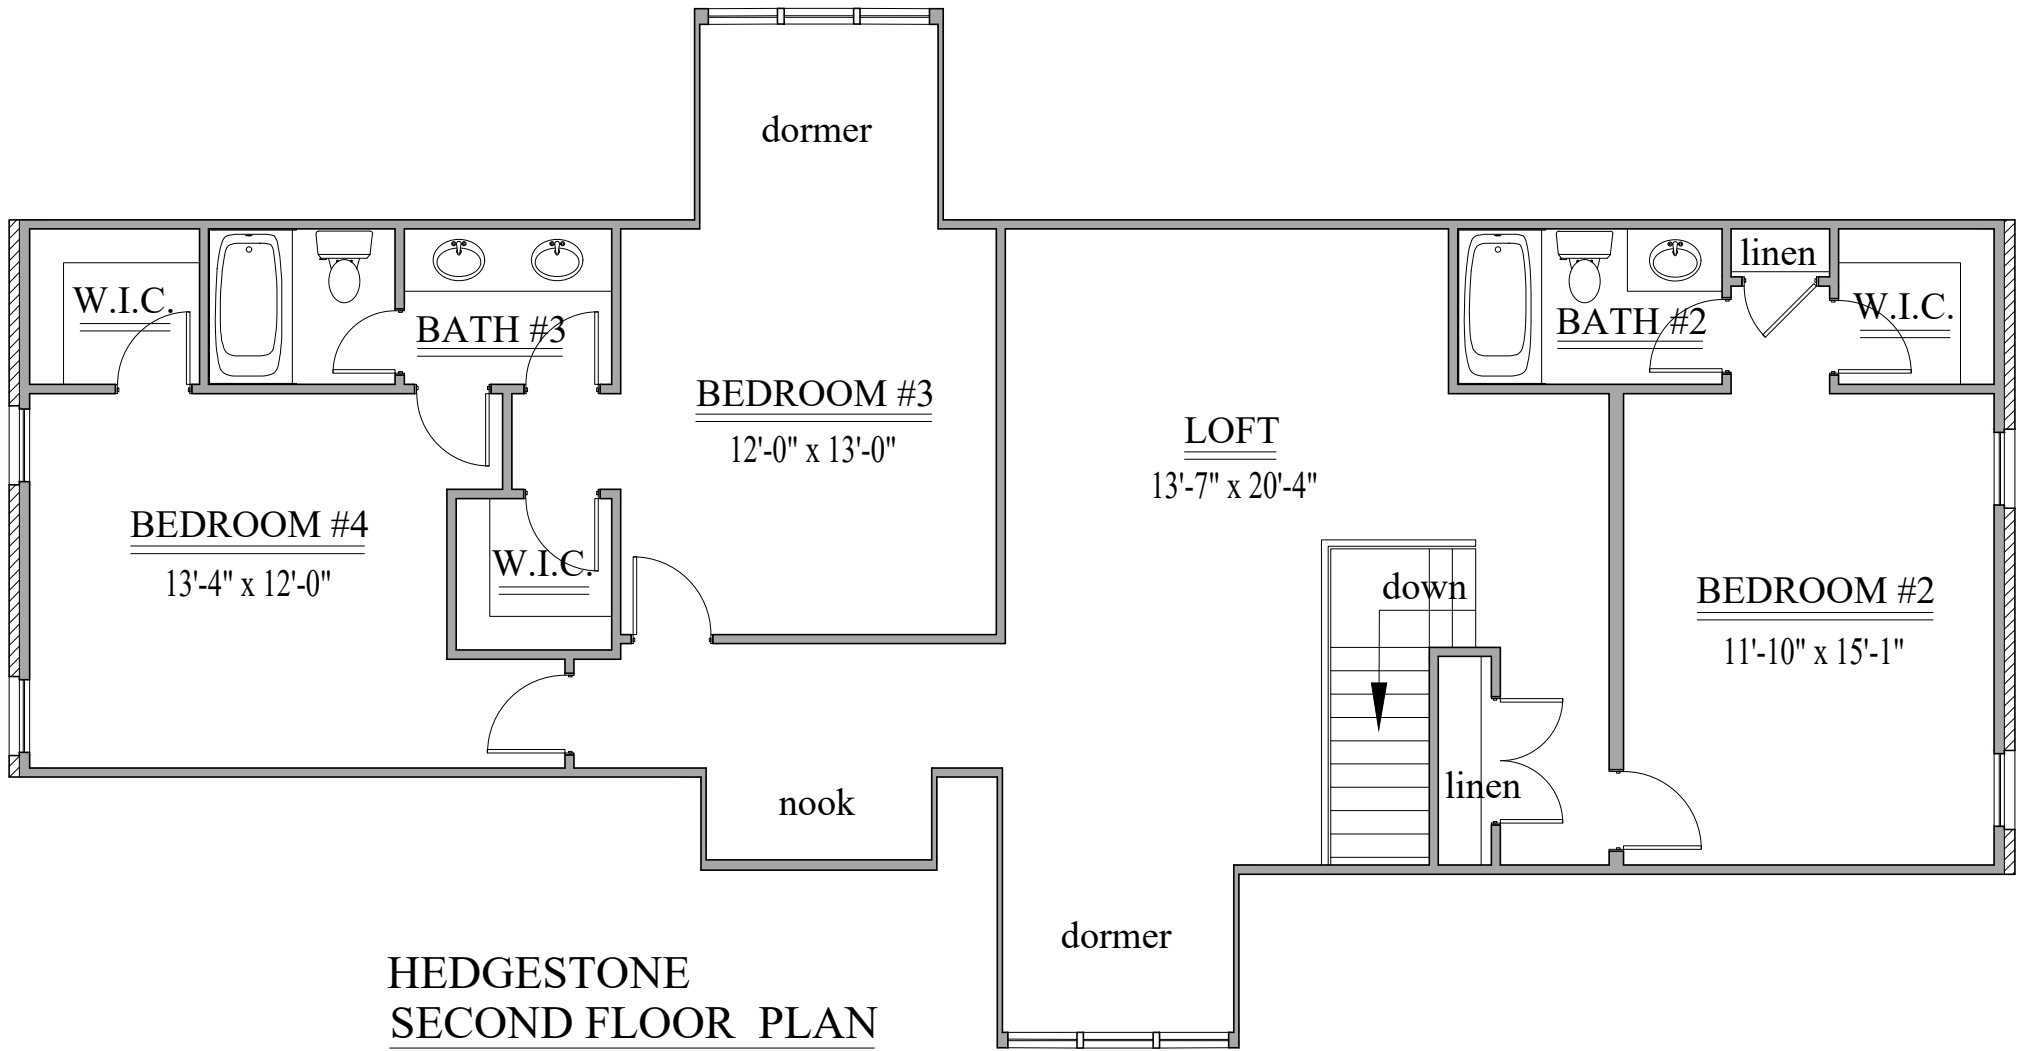 dormer
W.I.C.
BATH #3
BEDROOM #3
12'-0" x 13'-0"
LOFT
13'-7" x 20'-4"
BATH #2
linen
W.I.C.
BEDROOM #4
13'-4" x 12'-0"
W.I.C.
down
BEDROOM #2
11'-10" x 15'-1"
nook
linen
dormer
HEDGESTONE
SECOND FLOOR PLAN